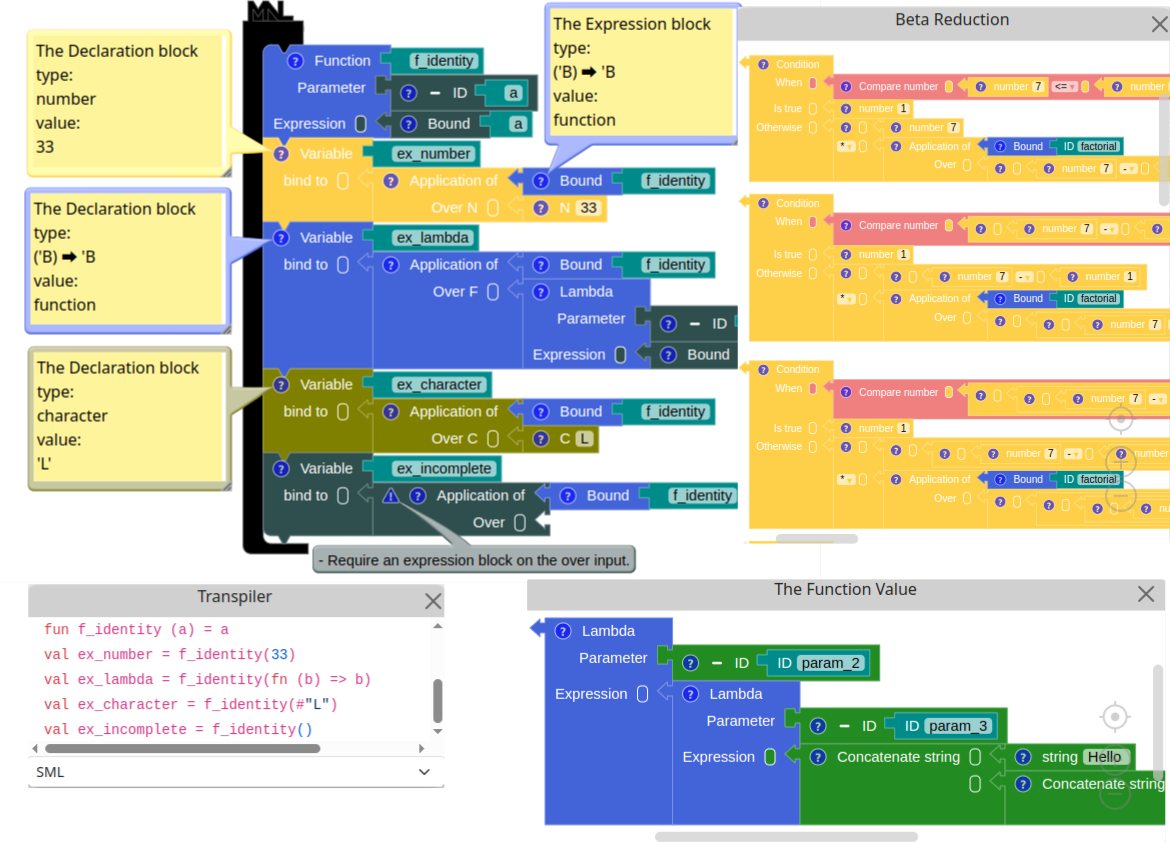 MNL
The Declaration block
type:
number
value:
33
The Declaration block
type:
('B) ➡ 'B
value:
function
The Declaration block
type:
character
value:
'L'
The Expression block
type:
('B) ➡ 'B
value:
function
? Function f_identity
Parameter ? – ID a
Expression ? Bound a
? Variable ex_number
bind to ? Application of ? Bound f_identity
Over N ? N 33
? Variable ex_lambda
bind to ? Application of ? Bound f_identity
Over F ? Lambda
Parameter ? – ID
Expression ? Bound
? Variable ex_character
bind to ? Application of ? Bound f_identity
Over C ? C L
? Variable ex_incomplete
bind to ! ? Application of ? Bound f_identity
Over
- Require an expression block on the over input.
Beta Reduction
? Condition
When ? Compare number ? number 7 <= ? number
Is true ? number 1
Otherwise ? ? number 7
* ? Application of ? Bound ID factorial
Over ? ? number 7 -
? Condition
When ? Compare number ? ? number 7 - ?
Is true ? number 1
Otherwise ? ? ? number 7 - ? number 1
* ? Application of ? Bound ID factorial
Over ? ? ? number 7
? Condition
When ? Compare number ? ? ? number 7 -
Is true ? number 1
Otherwise ? ? ? ? number 7 - ? number
* ? Application of ? Bound ID factorial
Over ? ? ? ? nu
Transpiler
fun f_identity (a) = a
val ex_number = f_identity(33)
val ex_lambda = f_identity(fn (b) => b)
val ex_character = f_identity(#"L")
val ex_incomplete = f_identity()
SML
The Function Value
? Lambda
Parameter ? – ID ID param_2
Expression ? Lambda
Parameter ? – ID ID param_3
Expression ? Concatenate string ? string Hello
? Concatenate string